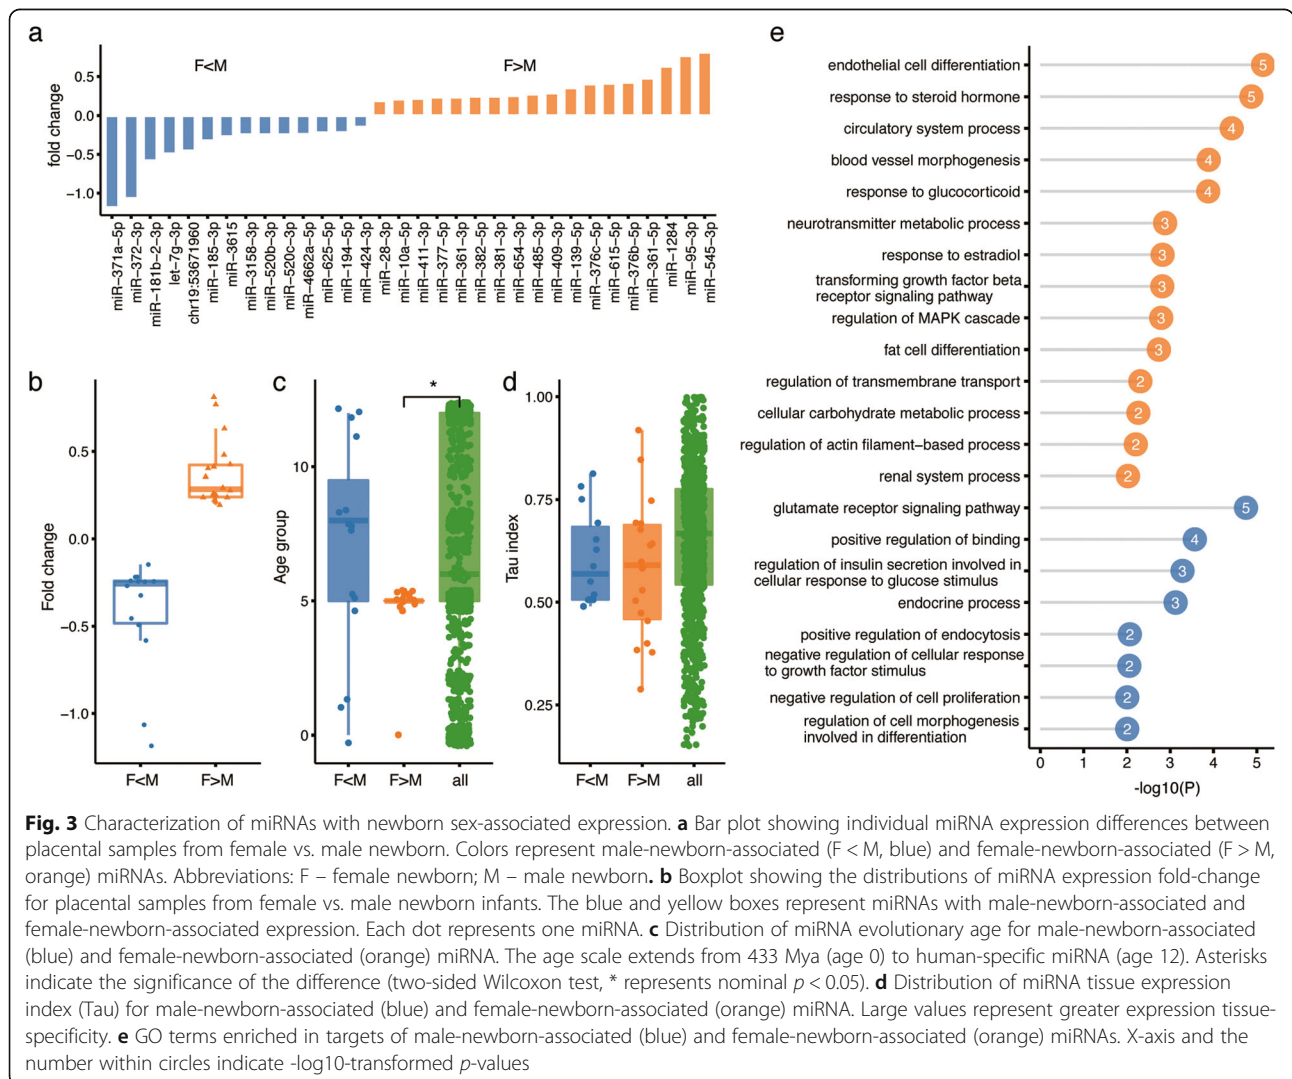 a
F<M
F>M
fold change
0.5
0.0
−0.5
−1.0
miR−371a−5p
miR−372−3p
miR−181b−2−3p
let−7g−3p
chr19:53671960
miR−185−3p
miR−3615
miR−3158−3p
miR−520b−3p
miR−520c−3p
miR−4662a−5p
miR−625−5p
miR−194−5p
miR−424−3p
miR−28−3p
miR−10a−5p
miR−411−3p
miR−377−5p
miR−361−3p
miR−382−5p
miR−381−3p
miR−654−3p
miR−485−3p
miR−409−3p
miR−139−5p
miR−376c−5p
miR−615−5p
miR−376b−5p
miR−361−5p
miR−1284
miR−95−3p
miR−545−3p
b
Fold change
0.5
0.0
−0.5
−1.0
F<M
F>M
c
*
Age group
10
5
0
F<M
F>M
all
d
Tau index
1.00
0.75
0.50
0.25
F<M
F>M
all
e
endothelial cell differentiation 5
response to steroid hormone 5
circulatory system process 4
blood vessel morphogenesis 4
response to glucocorticoid 4
neurotransmitter metabolic process 3
response to estradiol 3
transforming growth factor beta
receptor signaling pathway 3
regulation of MAPK cascade 3
fat cell differentiation 3
regulation of transmembrane transport 2
cellular carbohydrate metabolic process 2
regulation of actin filament−based process 2
renal system process 2
glutamate receptor signaling pathway 5
positive regulation of binding 4
regulation of insulin secretion involved in
cellular response to glucose stimulus 3
endocrine process 3
positive regulation of endocytosis 2
negative regulation of cellular response
to growth factor stimulus 2
negative regulation of cell proliferation 2
regulation of cell morphogenesis
involved in differentiation 2
0 1 2 3 4 5
-log10(P)
Fig. 3 Characterization of miRNAs with newborn sex-associated expression. a Bar plot showing individual miRNA expression differences between
placental samples from female vs. male newborn. Colors represent male-newborn-associated (F < M, blue) and female-newborn-associated (F > M,
orange) miRNAs. Abbreviations: F – female newborn; M – male newborn. b Boxplot showing the distributions of miRNA expression fold-change
for placental samples from female vs. male newborn infants. The blue and yellow boxes represent miRNAs with male-newborn-associated and
female-newborn-associated expression. Each dot represents one miRNA. c Distribution of miRNA evolutionary age for male-newborn-associated
(blue) and female-newborn-associated (orange) miRNA. The age scale extends from 433 Mya (age 0) to human-specific miRNA (age 12). Asterisks
indicate the significance of the difference (two-sided Wilcoxon test, * represents nominal p < 0.05). d Distribution of miRNA tissue expression
index (Tau) for male-newborn-associated (blue) and female-newborn-associated (orange) miRNA. Large values represent greater expression tissue-
specificity. e GO terms enriched in targets of male-newborn-associated (blue) and female-newborn-associated (orange) miRNAs. X-axis and the
number within circles indicate -log10-transformed p-values